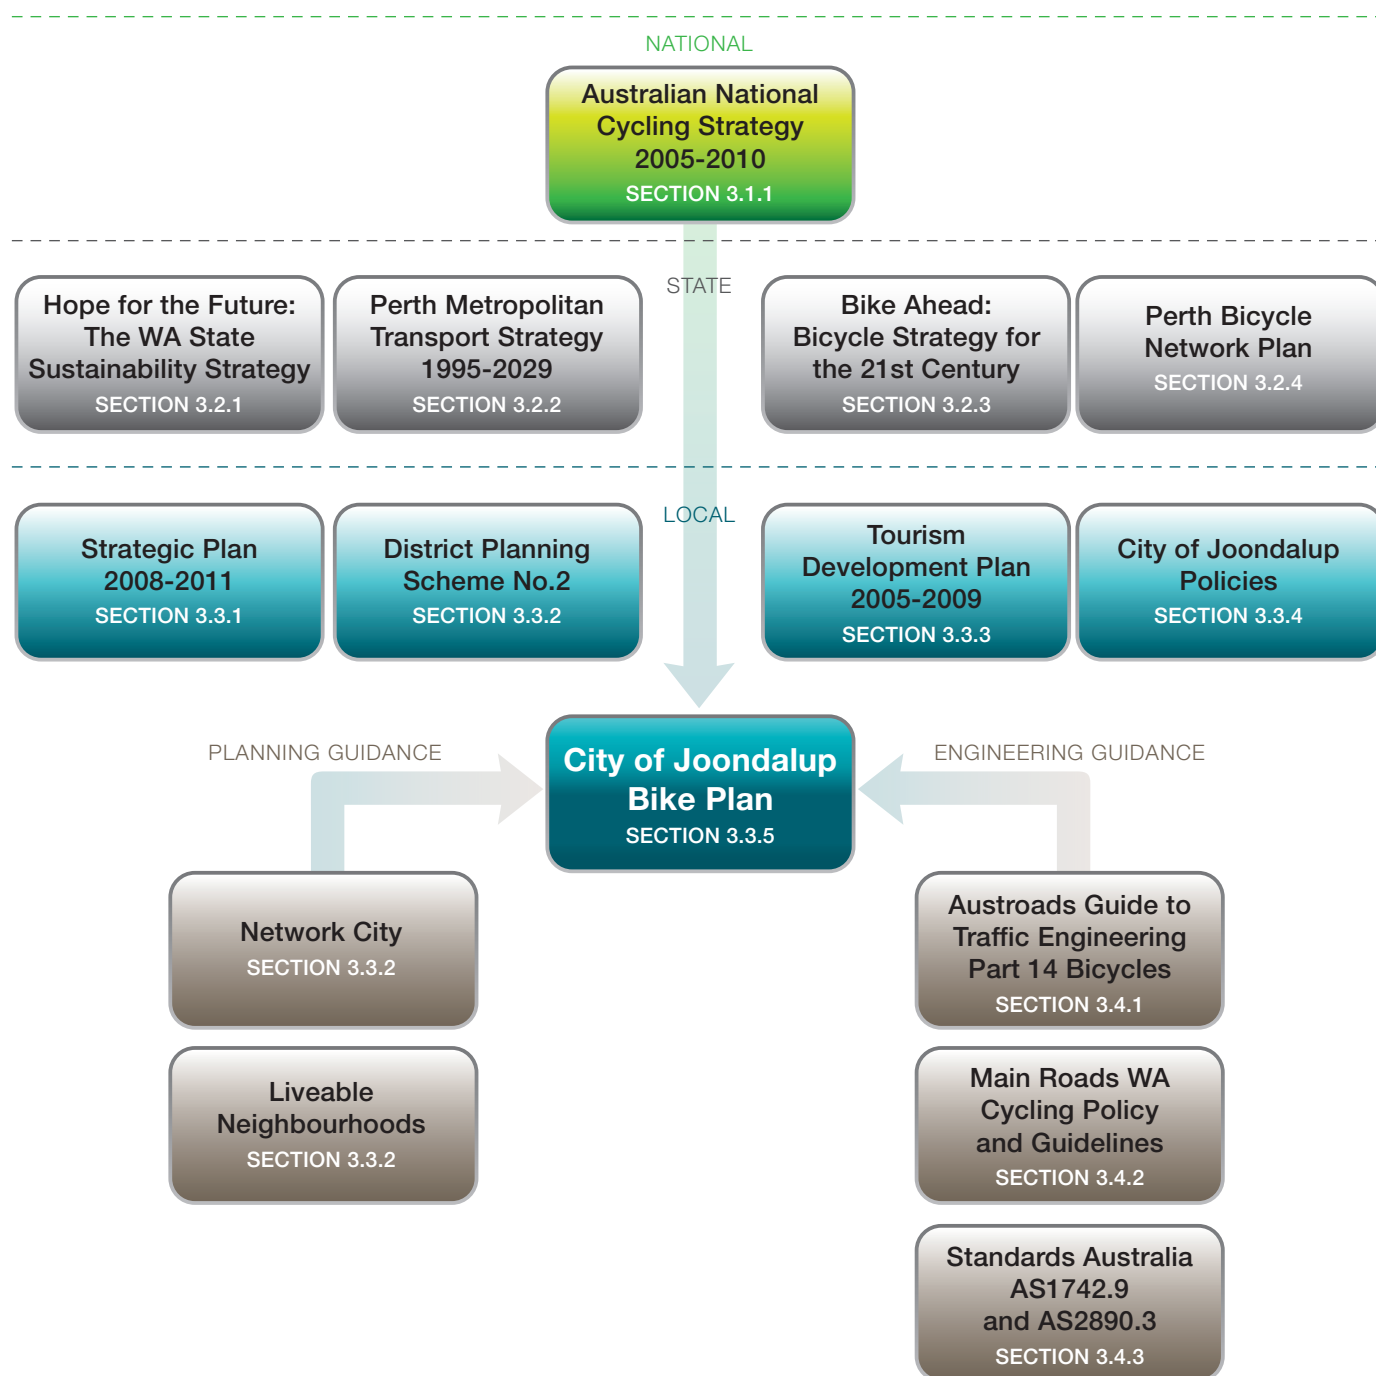 NATIONAL
Australian National
Cycling Strategy
2005-2010
SECTION 3.1.1
STATE
Hope for the Future:
The WA State
Sustainability Strategy
SECTION 3.2.1
Perth Metropolitan
Transport Strategy
1995-2029
SECTION 3.2.2
Bike Ahead:
Bicycle Strategy for
the 21st Century
SECTION 3.2.3
Perth Bicycle
Network Plan
SECTION 3.2.4
LOCAL
Strategic Plan
2008-2011
SECTION 3.3.1
District Planning
Scheme No.2
SECTION 3.3.2
Tourism
Development Plan
2005-2009
SECTION 3.3.3
City of Joondalup
Policies
SECTION 3.3.4
PLANNING GUIDANCE
City of Joondalup
Bike Plan
SECTION 3.3.5
ENGINEERING GUIDANCE
Network City
SECTION 3.3.2
Liveable
Neighbourhoods
SECTION 3.3.2
Austroads Guide to
Traffic Engineering
Part 14 Bicycles
SECTION 3.4.1
Main Roads WA
Cycling Policy
and Guidelines
SECTION 3.4.2
Standards Australia
AS1742.9
and AS2890.3
SECTION 3.4.3